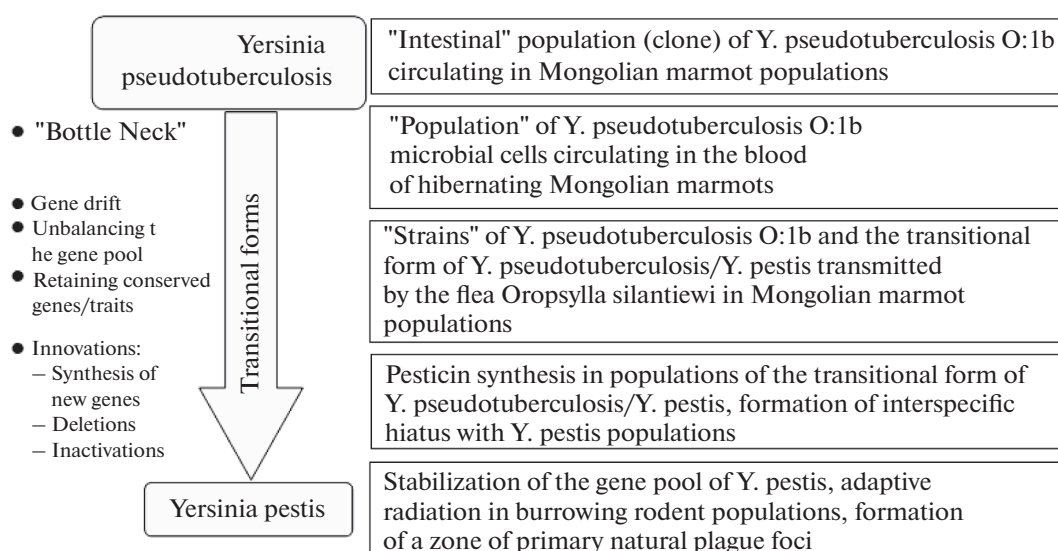 Yersinia
pseudotuberculosis
"Intestinal" population (clone) of Y. pseudotuberculosis O:1b
circulating in Mongolian marmot populations
● "Bottle Neck"
● Gene drift
● Unbalancing t
he gene pool
● Retaining conserved
genes/traits
● Innovations:
– Synthesis of
new genes
– Deletions
– Inactivations
Transitional forms
"Population" of Y. pseudotuberculosis O:1b
microbial cells circulating in the blood
of hibernating Mongolian marmots
"Strains" of Y. pseudotuberculosis O:1b and the transitional
form of Y. pseudotuberculosis/Y. pestis transmitted
by the flea Oropsylla silantiewi in Mongolian marmot
populations
Pesticin synthesis in populations of the transitional form of
Y. pseudotuberculosis/Y. pestis, formation of interspecific
hiatus with Y. pestis populations
Yersinia pestis
Stabilization of the gene pool of Y. pestis, adaptive
radiation in burrowing rodent populations, formation
of a zone of primary natural plague foci